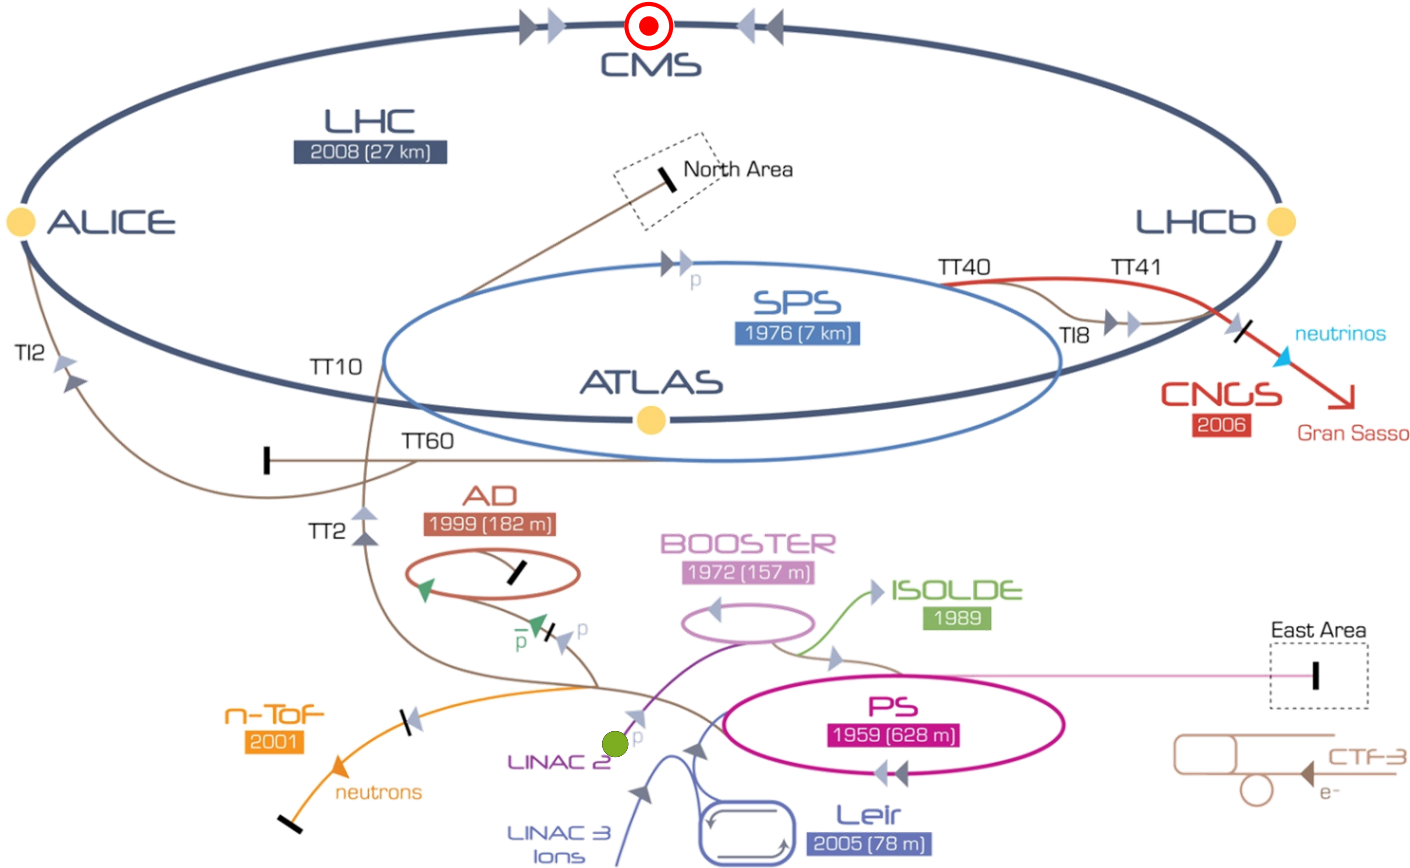 CMS
LHC
2008 (27 km)
North Area
ALICE
LHCb
TT40
TT41
p
SPS
1976 (7 km)
TI8
neutrinos
TI2
TT10
ATLAS
CNGS
2006
Gran Sasso
TT60
AD
1999 (182 m)
TT2
BOOSTER
1972 (157 m)
ISOLDE
1989
p̅
p
East Area
n-ToF
2001
PS
1959 (628 m)
p
LINAC 2
neutrons
CTF-3
e-
LINAC 3
Ions
Leir
2005 (78 m)